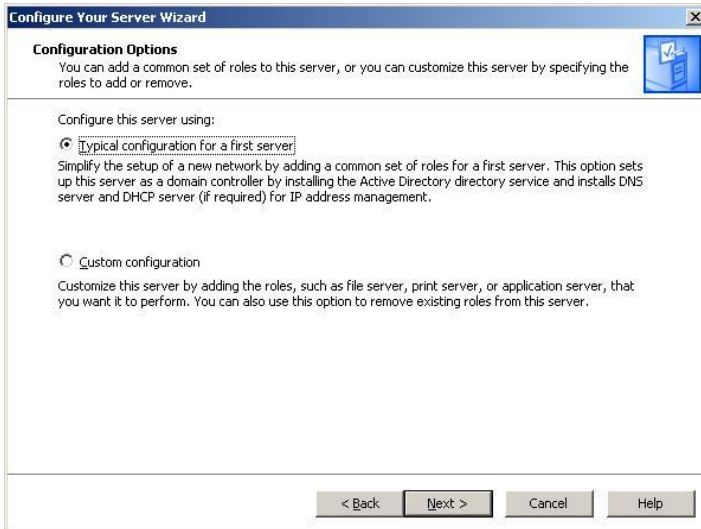 Configure Your Server Wizard
Configuration Options
You can add a common set of roles to this server, or you can customize this server by specifying the
roles to add or remove.
Configure this server using:
Typical configuration for a first server
Simplify the setup of a new network by adding a common set of roles for a first server. This option sets
up this server as a domain controller by installing the Active Directory directory service and installs DNS
server and DHCP server (if required) for IP address management.
Custom configuration
Customize this server by adding the roles, such as file server, print server, or application server, that
you want it to perform. You can also use this option to remove existing roles from this server.
< Back Next > Cancel Help